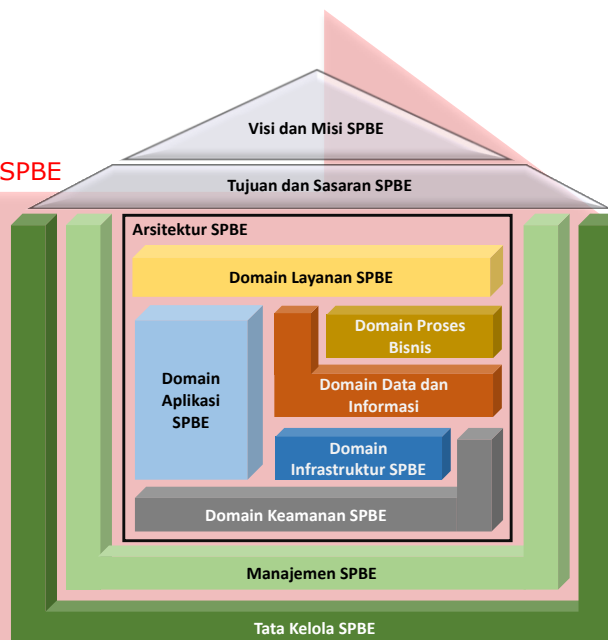 Visi dan Misi SPBE
SPBE
Tujuan dan Sasaran SPBE
Arsitektur SPBE
Domain Layanan SPBE
Domain Proses
Bisnis
Domain
Aplikasi
SPBE
Domain Data dan
Informasi
Domain
Infrastruktur SPBE
Domain Keamanan SPBE
Manajemen SPBE
Tata Kelola SPBE